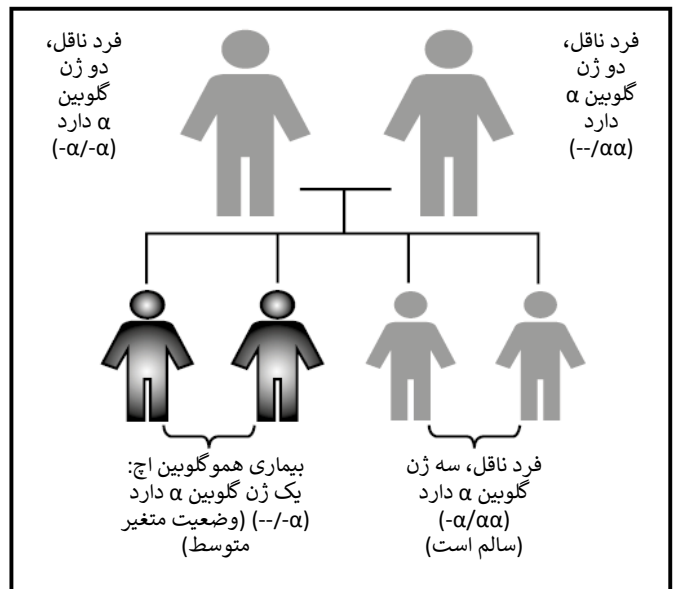 فرد ناقل،
دو ژن
گلوبین α
دارد
(--/αα)
فرد ناقل،
دو ژن
گلوبین
α دارد
(-α/-α)
فرد ناقل، سه ژن
گلوبین α دارد
(-α/αα)
(سالم است)
بیماری هموگلوبین اچ:
یک ژن گلوبین α دارد
(--/-α) (وضعیت متغیر
متوسط)